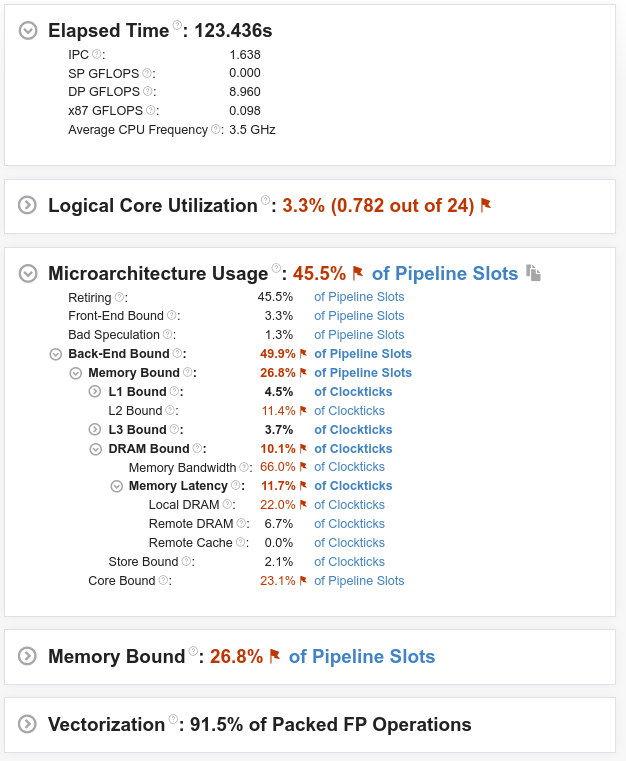 Elapsed Time: 123.436s
IPC: 1.638
SP GFLOPS: 0.000
DP GFLOPS: 8.960
x87 GFLOPS: 0.098
Average CPU Frequency: 3.5 GHz
Logical Core Utilization: 3.3% (0.782 out of 24)
Microarchitecture Usage: 45.5% of Pipeline Slots
Retiring: 45.5% of Pipeline Slots
Front-End Bound: 3.3% of Pipeline Slots
Bad Speculation: 1.3% of Pipeline Slots
Back-End Bound: 49.9% of Pipeline Slots
Memory Bound: 26.8% of Pipeline Slots
L1 Bound: 4.5% of Clockticks
L2 Bound: 11.4% of Clockticks
L3 Bound: 3.7% of Clockticks
DRAM Bound: 10.1% of Clockticks
Memory Bandwidth: 66.0% of Clockticks
Memory Latency: 11.7% of Clockticks
Local DRAM: 22.0% of Clockticks
Remote DRAM: 6.7% of Clockticks
Remote Cache: 0.0% of Clockticks
Store Bound: 2.1% of Clockticks
Core Bound: 23.1% of Pipeline Slots
Memory Bound: 26.8% of Pipeline Slots
Vectorization: 91.5% of Packed FP Operations